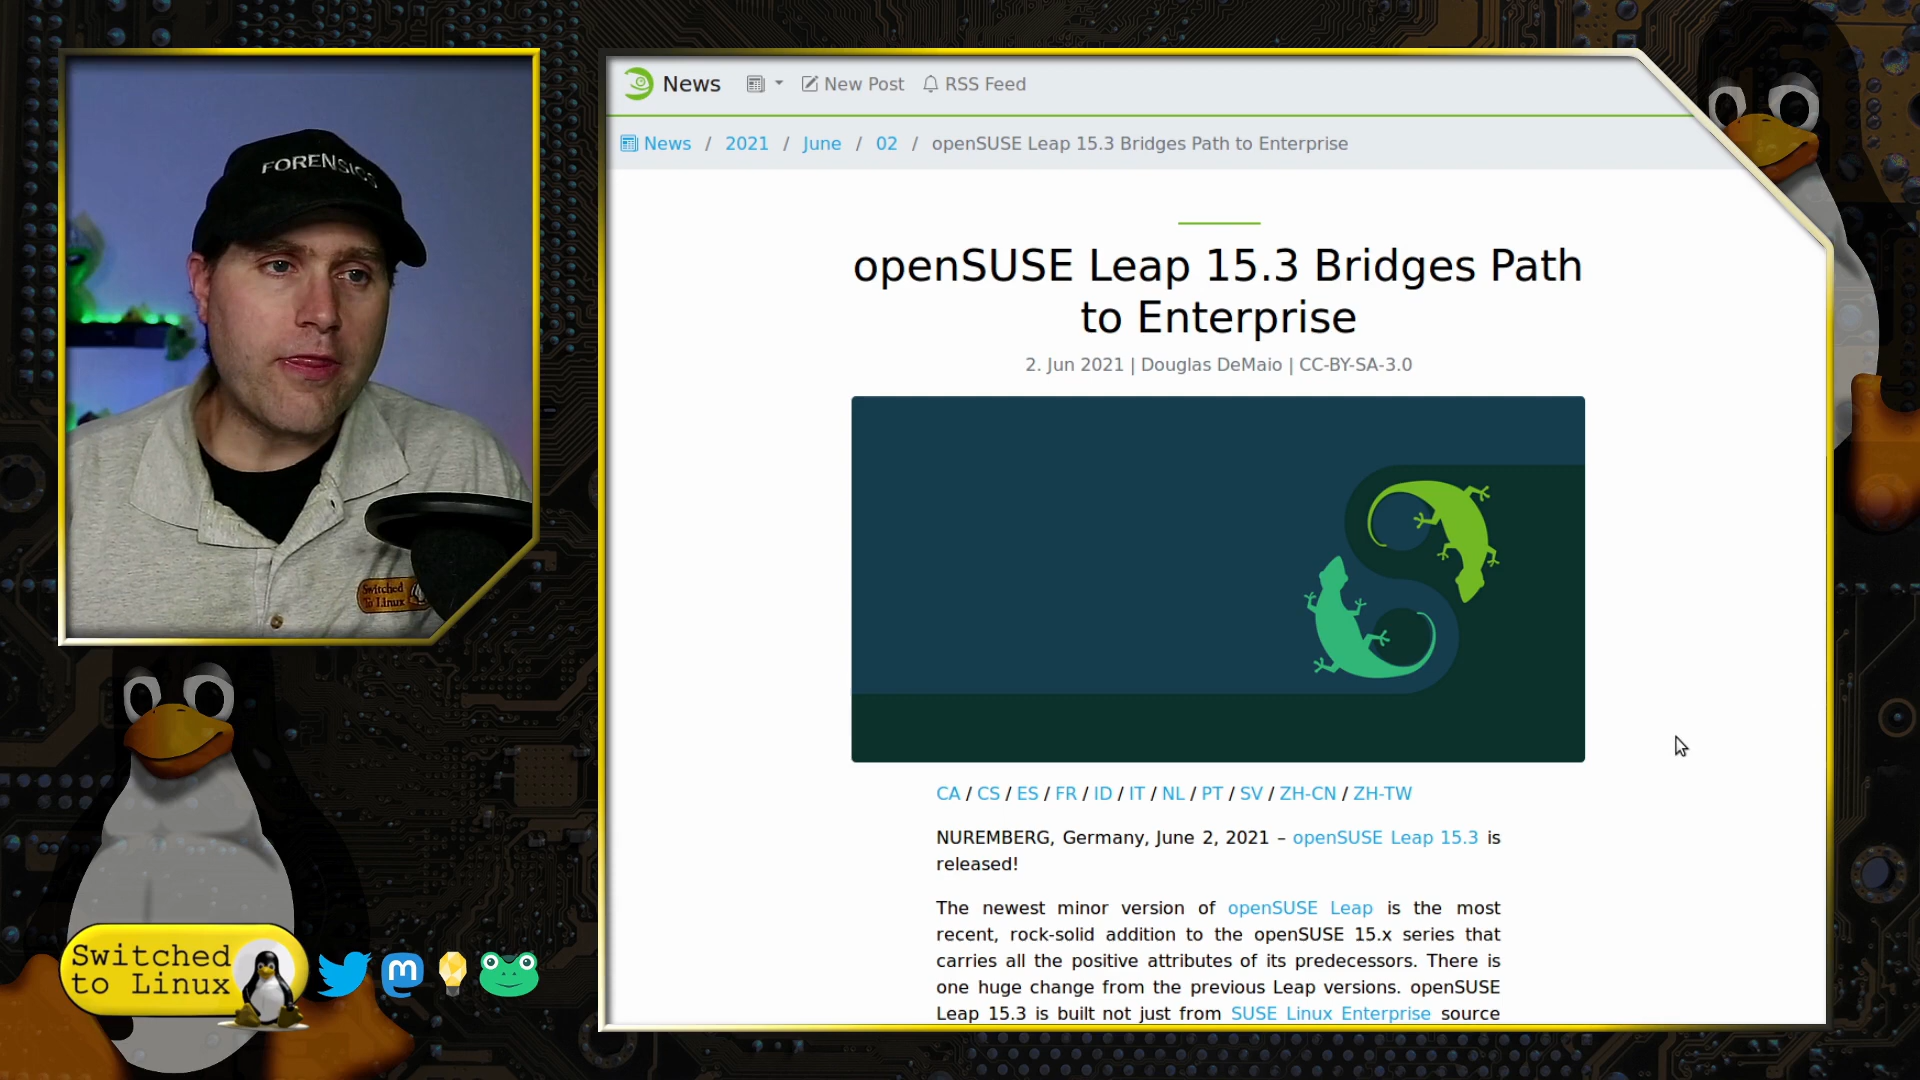 FORENSICS
Switched
To Linux
Switched
to Linux
News
New Post
RSS Feed
News / 2021 / June / 02 / openSUSE Leap 15.3 Bridges Path to Enterprise
openSUSE Leap 15.3 Bridges Path
to Enterprise
2. Jun 2021 | Douglas DeMaio | CC-BY-SA-3.0
CA / CS / ES / FR / ID / IT / NL / PT / SV / ZH-CN / ZH-TW
NUREMBERG, Germany, June 2, 2021 – openSUSE Leap 15.3 is
released!
The newest minor version of openSUSE Leap is the most
recent, rock-solid addition to the openSUSE 15.x series that
carries all the positive attributes of its predecessors. There is
one huge change from the previous Leap versions. openSUSE
Leap 15.3 is built not just from SUSE Linux Enterprise source